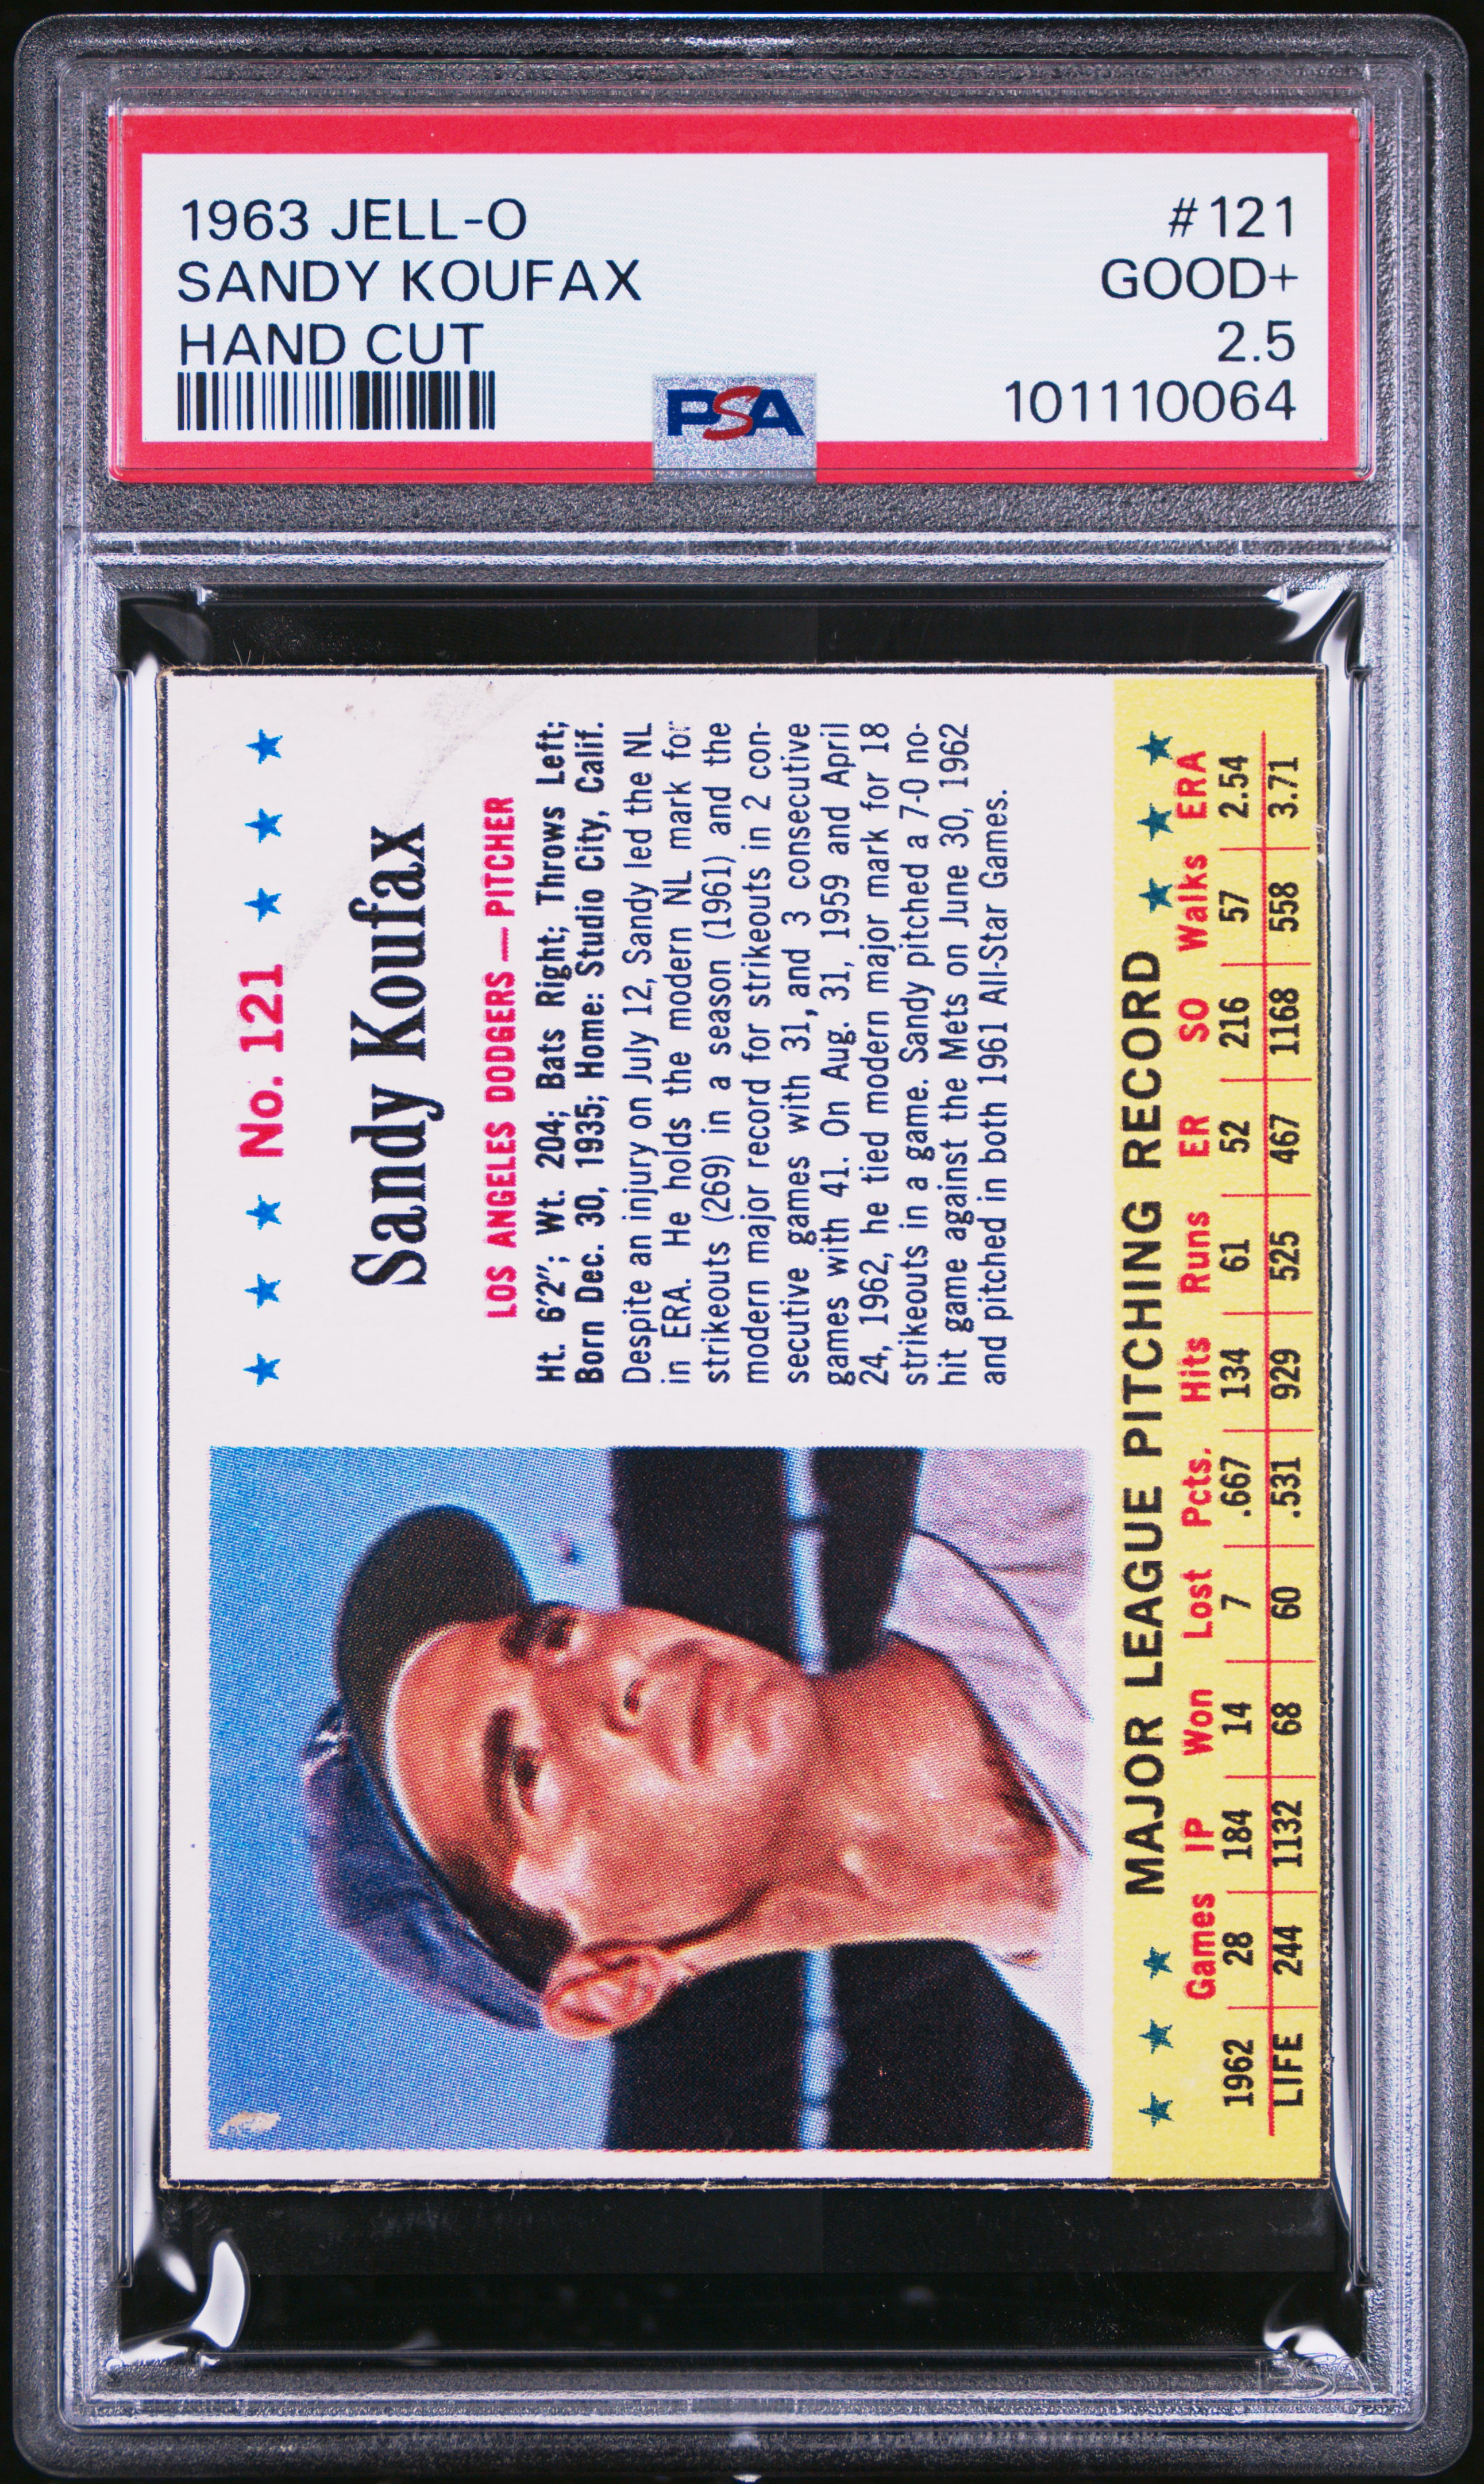 1963 JELL-O #121
SANDY KOUFAX GOOD+
HAND CUT 2.5
PSA 101110064
★ ★ ★ No. 121 ★ ★ ★
Sandy Koufax
LOS ANGELES DODGERS—PITCHER
Ht. 6'2"; Wt. 204; Bats Right; Throws Left;
Born Dec. 30, 1935; Home: Studio City, Calif.
Despite an injury on July 12, Sandy led the NL
in ERA. He holds the modern NL mark for
strikeouts (269) in a season (1961) and the
modern major record for strikeouts in 2 con-
secutive games with 31, and 3 consecutive
games with 41. On Aug. 31, 1959 and April
24, 1962, he tied modern major mark for 18
strikeouts in a game. Sandy pitched a 7-0 no-
hit game against the Mets on June 30, 1962
and pitched in both 1961 All-Star Games.
★ ★ ★ MAJOR LEAGUE PITCHING RECORD ★ ★ ★
Games IP Won Lost Pcts. Hits Runs ER SO Walks ERA
1962 28 184 14 7 .667 134 61 52 216 57 2.54
LIFE 244 1132 68 60 .531 929 525 467 1168 558 3.71
PSA